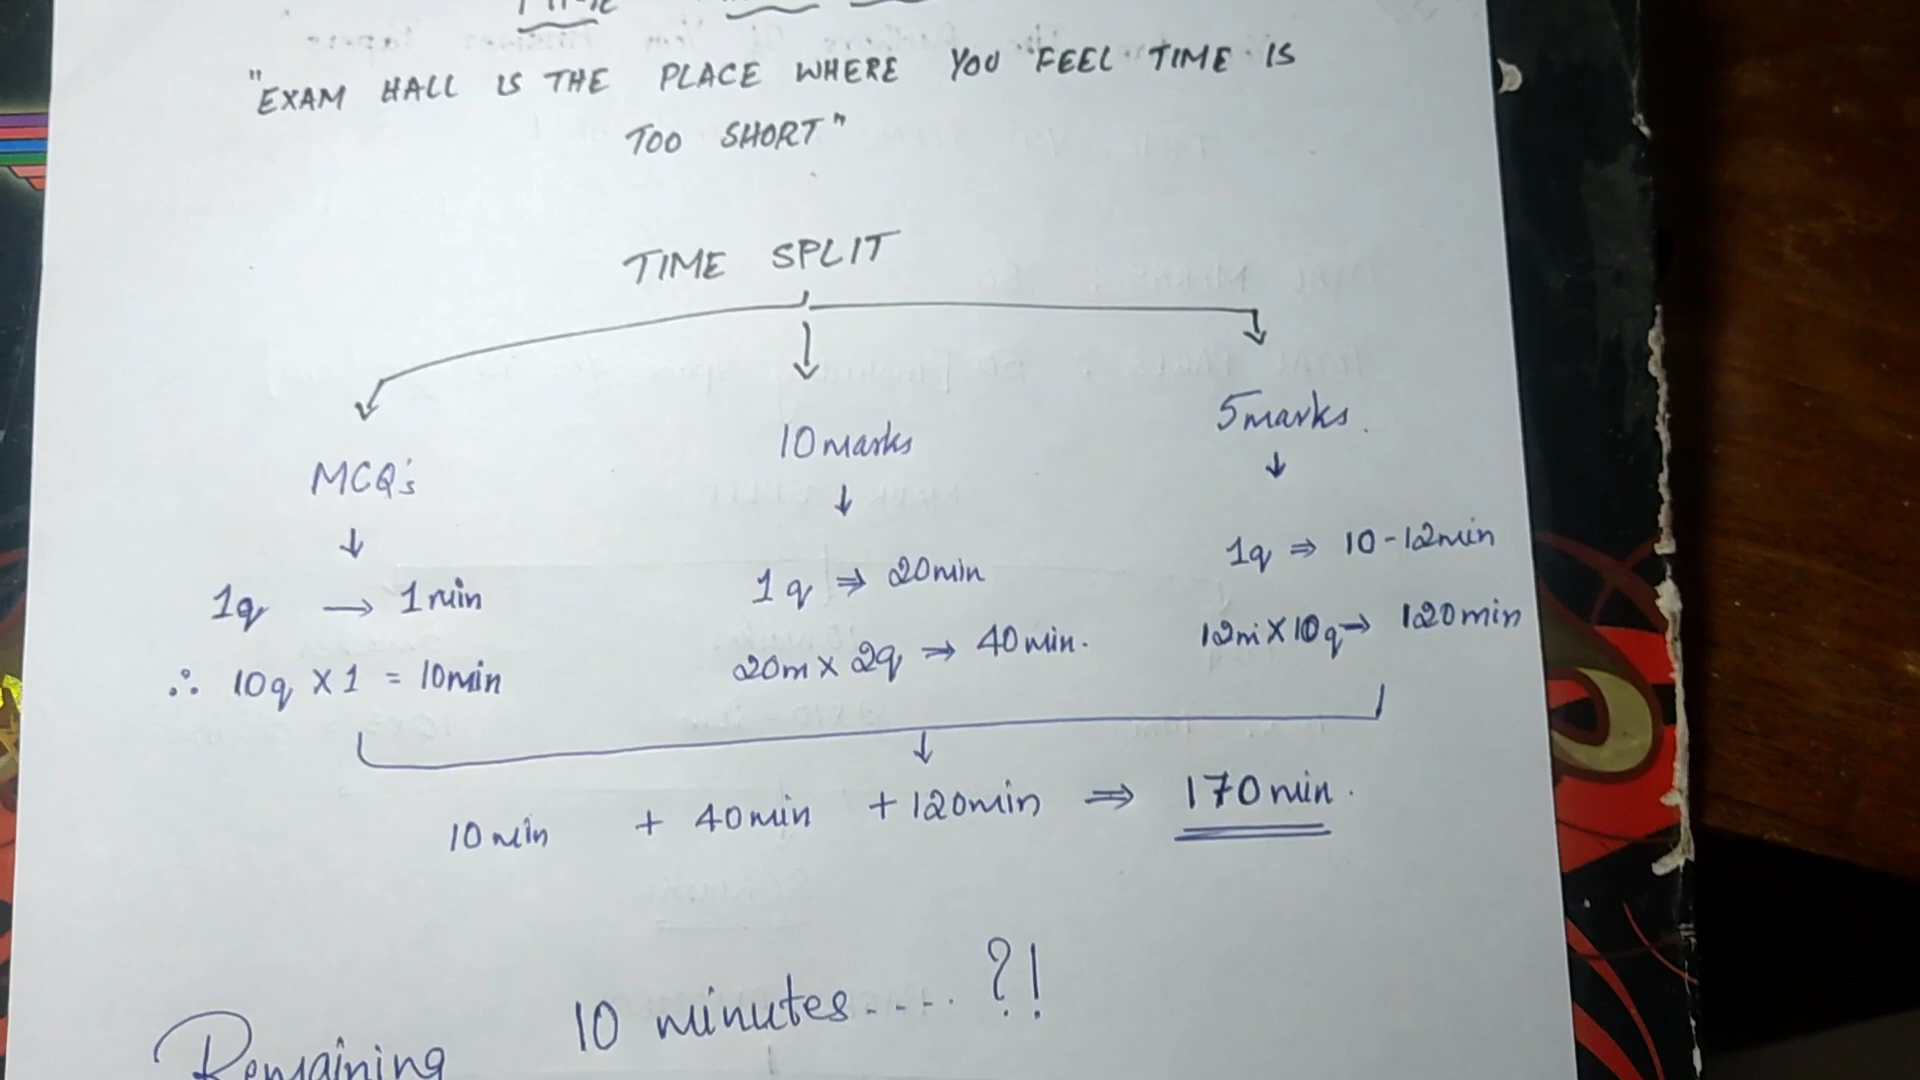 "EXAM HALL IS THE PLACE WHERE YOU FEEL TIME IS
TOO SHORT"
TIME SPLIT
MCQ's
↓
1q → 1min
∴ 10q X 1 = 10min
10marks
↓
1q ⇒ 20min
20m X 2q ⇒ 40min.
5marks.
↓
1q ⇒ 10-12min
12m X 10q → 120min
10min + 40min + 120min ⇒ 170min.
Remaining 10 minutes....?!